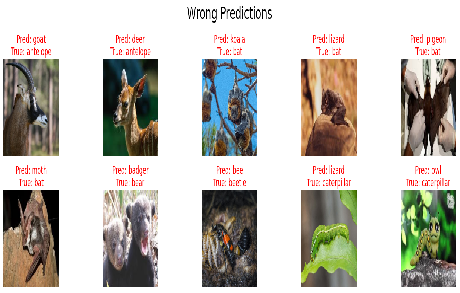 Wrong Predictions
Pred: goat
True: antelope
Pred: deer
True: antelope
Pred: koala
True: bat
Pred: lizard
True: bat
Pred: pigeon
True: bat
Pred: moth
True: bat
Pred: badger
True: bear
Pred: bee
True: beetle
Pred: lizard
True: caterpillar
Pred: owl
True: caterpillar